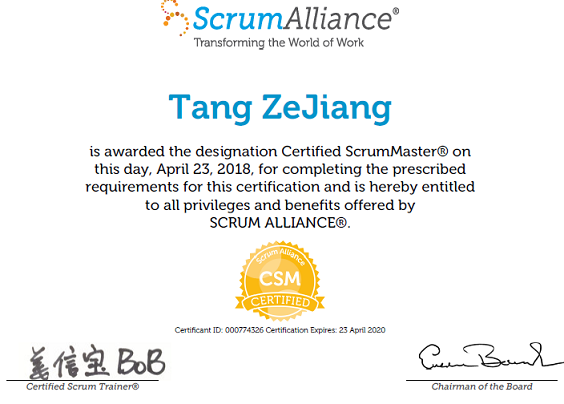 ScrumAlliance®
Transforming the World of Work
Tang ZeJiang
is awarded the designation Certified ScrumMaster® on
this day, April 23, 2018, for completing the prescribed
requirements for this certification and is hereby entitled
to all privileges and benefits offered by
SCRUM ALLIANCE®.
Scrum Alliance
CSM
CERTIFIED
Certificant ID: 000774326 Certification Expires: 23 April 2020
信宝 BoB
Certified Scrum Trainer®
Chairman of the Board